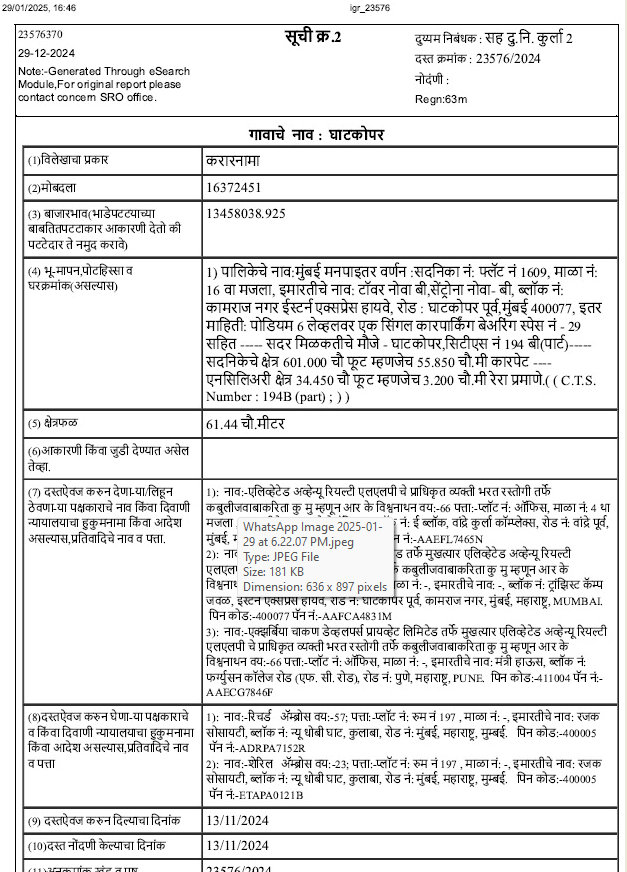 29/01/2025, 16:46 igr_23576
23576370
29-12-2024
Note:-Generated Through eSearch
Module,For original report please
contact concern SRO office.
सूची क्र.2
दुय्यम निबंधक : सह दु.नि. कुर्ला 2
दस्त क्रमांक : 23576/2024
नोदंणी :
Regn:63m
गावाचे नाव : घाटकोपर
(1)विलेखाचा प्रकार करारनामा
(2)मोबदला 16372451
(3) बाजारभाव(भाडेपटटयाच्या
बाबतितपटटाकार आकारणी देतो की
पटटेदार ते नमुद करावे)
13458038.925
(4) भू-मापन,पोटहिस्सा व
घरक्रमांक(असल्यास)
1) पालिकेचे नाव:मुंबई मनपाइतर वर्णन :सदनिका नं: फ्लॅट नं 1609, माळा नं:
16 वा मजला, इमारतीचे नाव: टॉवर नोवा बी,सेंट्रोना नोवा- बी, ब्लॉक नं:
कामराज नगर ईस्टर्न एक्सप्रेस हायवे, रोड : घाटकोपर पूर्व,मुंबई 400077, इतर
माहिती: पोडियम 6 लेव्हलवर एक सिंगल कारपार्किंग बेअरिंग स्पेस नं - 29
सहित ----- सदर मिळकतीचे मौजे - घाटकोपर,सिटीएस नं 194 बी(पार्ट)-----
सदनिकेचे क्षेत्र 601.000 चौ फूट म्हणजेच 55.850 चौ.मी कारपेट ----
एनसिलिअरी क्षेत्र 34.450 चौ फूट म्हणजेच 3.200 चौ.मी रेरा प्रमाणे.( ( C.T.S.
Number : 194B (part) ; ) )
(5) क्षेत्रफळ 61.44 चौ.मीटर
(6)आकारणी किंवा जुडी देण्यात असेल
तेव्हा.
(7) दस्तऐवज करुन देणा-या/लिहून
ठेवणा-या पक्षकाराचे नाव किंवा दिवाणी
न्यायालयाचा हुकुमनामा किंवा आदेश
असल्यास,प्रतिवादिचे नाव व पत्ता.
1): नाव:-एलिव्हेटेड अव्हेन्यू रियल्टी एलएलपी चे प्राधिकृत व्यक्ती भरत रस्तोगी तर्फे
कबुलीजवाबाकरिता कु मु म्हणून आर के विश्वनाथन वय:-66 पत्ता:-प्लॉट नं: ऑफिस, माळा नं: 4 था
मजला नं: ई ब्लॉक, वांद्रे कुर्ला कॉम्प्लेक्स, रोड नं: वांद्रे पूर्व,
मुंबई, :-AAEFL7465N
2): तर्फे मुखत्यार एलिव्हेटेड अव्हेन्यू रियल्टी
एलएल कबुलीजवाबाकरिता कु मु म्हणून आर के
विश्वनाथ नं: -, इमारतीचे नाव: -, ब्लॉक नं: ट्रांझिस्ट कॅम्प
जवळ, इस्टर्न एक्सप्रेस हायवे, रोड नं: घाटकोपर पूर्व, कामराज नगर, मुंबई, महाराष्ट्र, MUMBAI.
पिन कोड:-400077 पॅन नं:-AAFCA4831M
3): नाव:-एक्झर्बिया चाकण डेव्हलपर्स प्रायव्हेट लिमिटेड तर्फे मुखत्यार एलिव्हेटेड अव्हेन्यू रियल्टी
एलएलपी चे प्राधिकृत व्यक्ती भरत रस्तोगी तर्फे कबुलीजवाबाकरिता कु मु म्हणून आर के
विश्वनाथन वय:-66 पत्ता:-प्लॉट नं: ऑफिस, माळा नं: -, इमारतीचे नाव: मंत्री हाऊस, ब्लॉक नं:
फर्ग्युसन कॉलेज रोड (एफ. सी. रोड), रोड नं: पुणे, महाराष्ट्र, PUNE. पिन कोड:-411004 पॅन नं:-
AAECG7846F
WhatsApp Image 2025-01-
29 at 6.22.07 PM.jpeg
Type: JPEG File
Size: 181 KB
Dimension: 636 x 897 pixels
(8)दस्तऐवज करुन घेणा-या पक्षकाराचे
व किंवा दिवाणी न्यायालयाचा हुकुमनामा
किंवा आदेश असल्यास,प्रतिवादिचे नाव
व पत्ता
1): नाव:-रिचर्ड ॲम्ब्रोस वय:-57; पत्ता:-प्लॉट नं: रुम नं 197 , माळा नं: -, इमारतीचे नाव: रजक
सोसायटी, ब्लॉक नं: न्यू धोबी घाट, कुलाबा, रोड नं: मुंबई, महाराष्ट्र, मुम्बई. पिन कोड:-400005
पॅन नं:-ADRPA7152R
2): नाव:-सेरिल ॲम्ब्रोस वय:-23; पत्ता:-प्लॉट नं: रुम नं 197 , माळा नं: -, इमारतीचे नाव: रजक
सोसायटी, ब्लॉक नं: न्यू धोबी घाट, कुलाबा, रोड नं: मुंबई, महाराष्ट्र, मुम्बई. पिन कोड:-400005
पॅन नं:-ETAPA0121B
(9) दस्तऐवज करुन दिल्याचा दिनांक 13/11/2024
(10)दस्त नोंदणी केल्याचा दिनांक 13/11/2024
(11)अनुक्रमांक,खंड व पृष्ठ 23576/2024